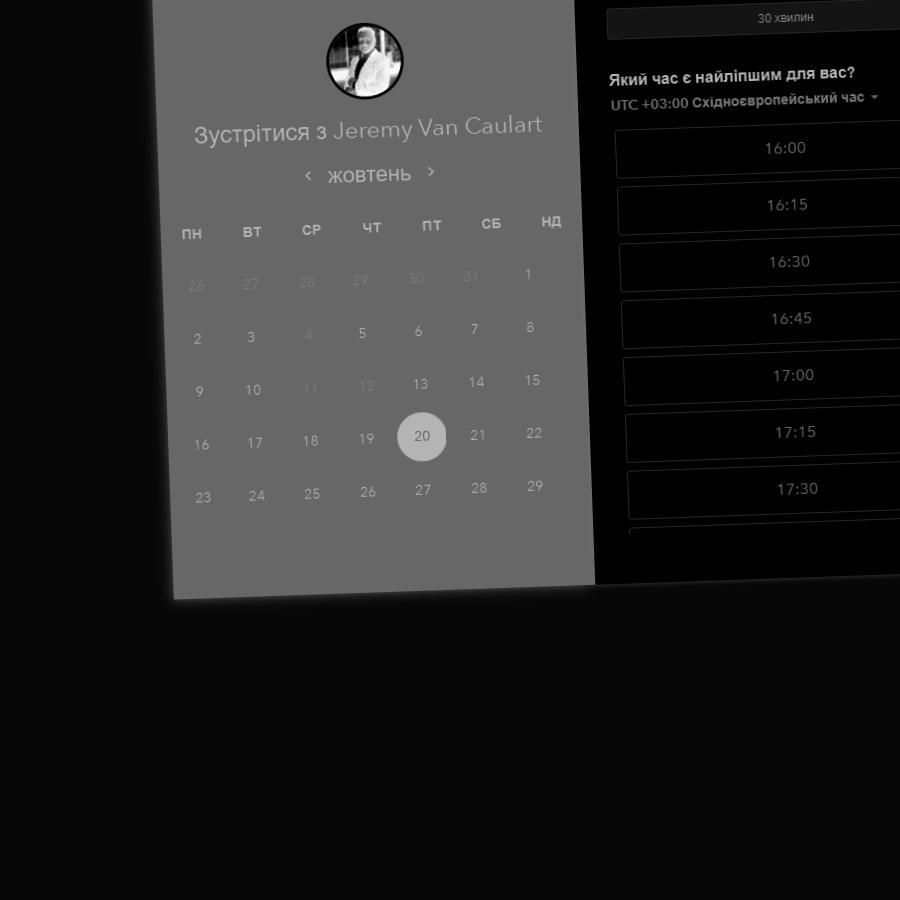 Зустрітися з Jeremy Van Caulart
жовтень
ПН ВТ СР ЧТ ПТ СБ НД
26 27 28 29 30 31 1
2 3 4 5 6 7 8
9 10 11 12 13 14 15
16 17 18 19 20 21 22
23 24 25 26 27 28 29
30 хвилин
Який час є найліпшим для вас?
UTC +03:00 Східноєвропейський час
16:00
16:15
16:30
16:45
17:00
17:15
17:30